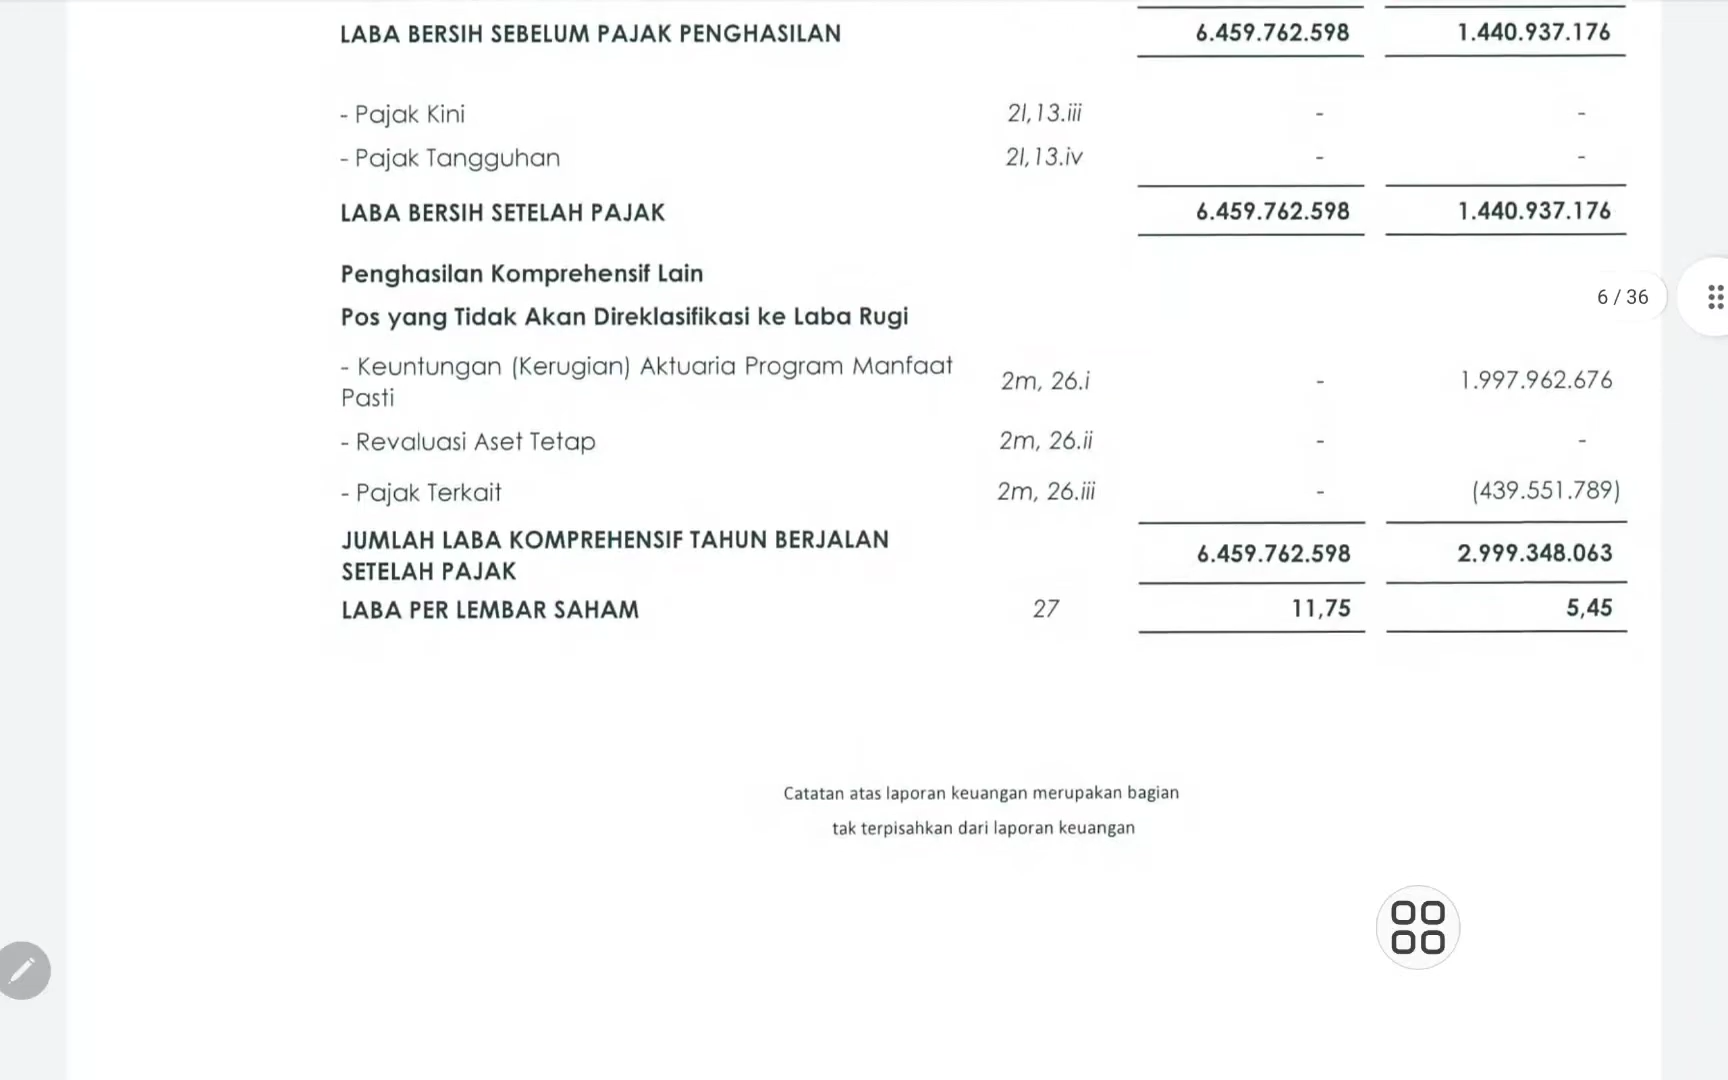 LABA BERSIH SEBELUM PAJAK PENGHASILAN 6.459.762.598 1.440.937.176
- Pajak Kini 2l,13.iii - -
- Pajak Tangguhan 2l,13.iv - -
LABA BERSIH SETELAH PAJAK 6.459.762.598 1.440.937.176
Penghasilan Komprehensif Lain
6 / 36
Pos yang Tidak Akan Direklasifikasi ke Laba Rugi
- Keuntungan (Kerugian) Aktuaria Program Manfaat
Pasti 2m, 26.i - 1.997.962.676
- Revaluasi Aset Tetap 2m, 26.ii - -
- Pajak Terkait 2m, 26.iii - (439.551.789)
JUMLAH LABA KOMPREHENSIF TAHUN BERJALAN
SETELAH PAJAK 6.459.762.598 2.999.348.063
LABA PER LEMBAR SAHAM 27 11,75 5,45
Catatan atas laporan keuangan merupakan bagian
tak terpisahkan dari laporan keuangan